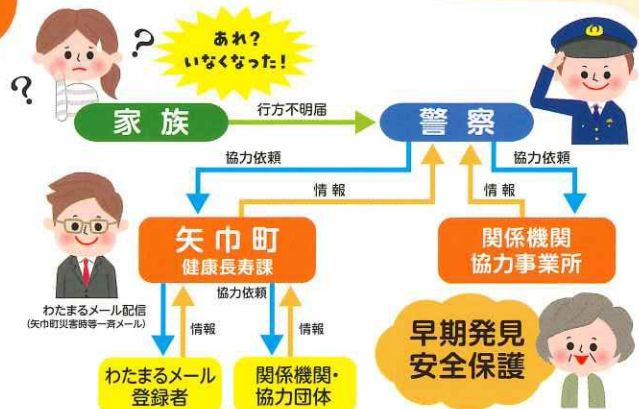 ?
?
あれ?
いなくなった!
家族
行方不明届
警察
協力依頼
情報
情報
協力依頼
矢巾町
健康長寿課
関係機関
協力事業所
わたまるメール配信
(矢巾町災害時等一斉メール)
情報
協力依頼
情報
わたまるメール
登録者
関係機関・
協力団体
早期発見
安全保護